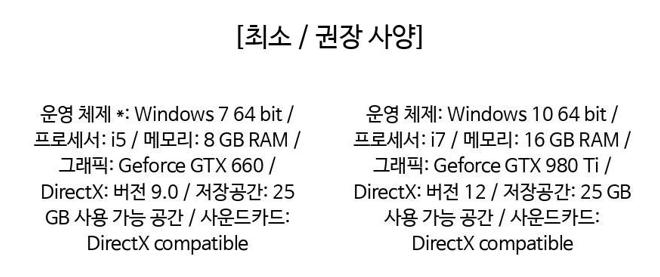 [최소 / 권장 사양]
운영 체제 *: Windows 7 64 bit /
프로세서: i5 / 메모리: 8 GB RAM /
그래픽: Geforce GTX 660 /
DirectX: 버전 9.0 / 저장공간: 25
GB 사용 가능 공간 / 사운드카드:
DirectX compatible
운영 체제: Windows 10 64 bit /
프로세서: i7 / 메모리: 16 GB RAM /
그래픽: Geforce GTX 980 Ti /
DirectX: 버전 12 / 저장공간: 25 GB
사용 가능 공간 / 사운드카드:
DirectX compatible